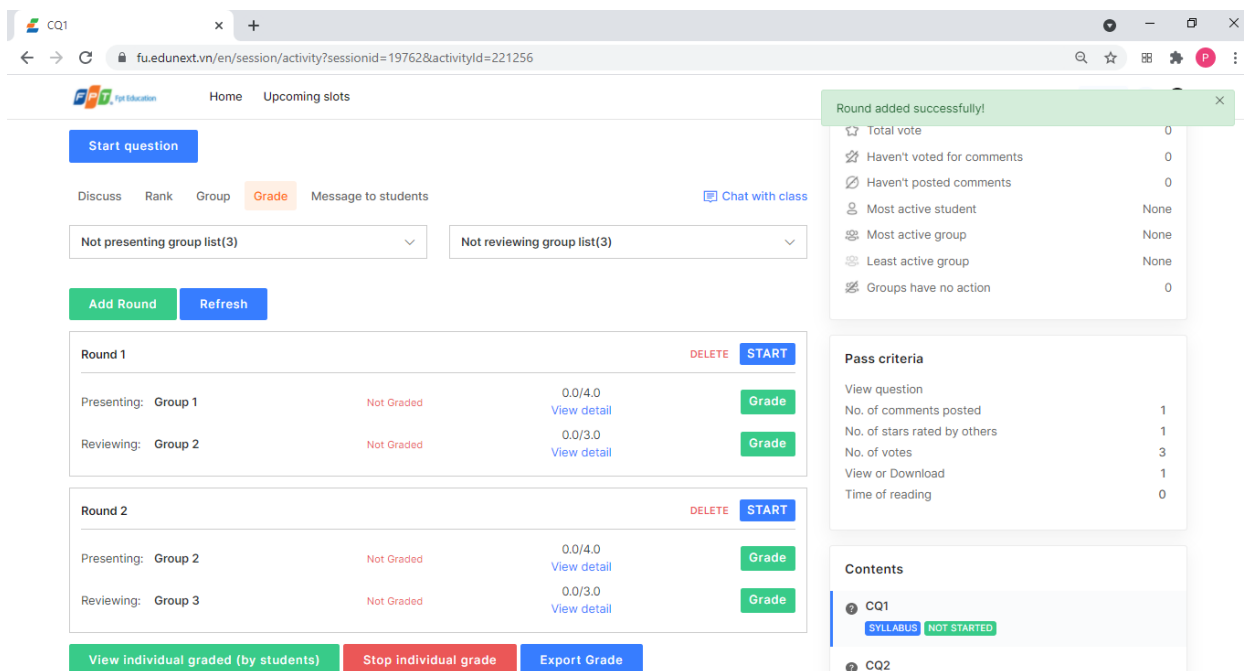 CQ1
fu.edunext.vn/en/session/activity?sessionid=19762&activityId=221256
P
FPT. Fpt Education
Home
Upcoming slots
Round added successfully!
Start question
Discuss
Rank
Group
Grade
Message to students
Chat with class
Not presenting group list(3)
Not reviewing group list(3)
Add Round
Refresh
Round 1
DELETE
START
Presenting: Group 1
Not Graded
0.0/4.0
View detail
Grade
Reviewing: Group 2
Not Graded
0.0/3.0
View detail
Grade
Round 2
DELETE
START
Presenting: Group 2
Not Graded
0.0/4.0
View detail
Grade
Reviewing: Group 3
Not Graded
0.0/3.0
View detail
Grade
View individual graded (by students)
Stop individual grade
Export Grade
Total vote 0
Haven't voted for comments 0
Haven't posted comments 0
Most active student None
Most active group None
Least active group None
Groups have no action 0
Pass criteria
View question
No. of comments posted 1
No. of stars rated by others 1
No. of votes 3
View or Download 1
Time of reading 0
Contents
CQ1
SYLLABUS NOT STARTED
CQ2